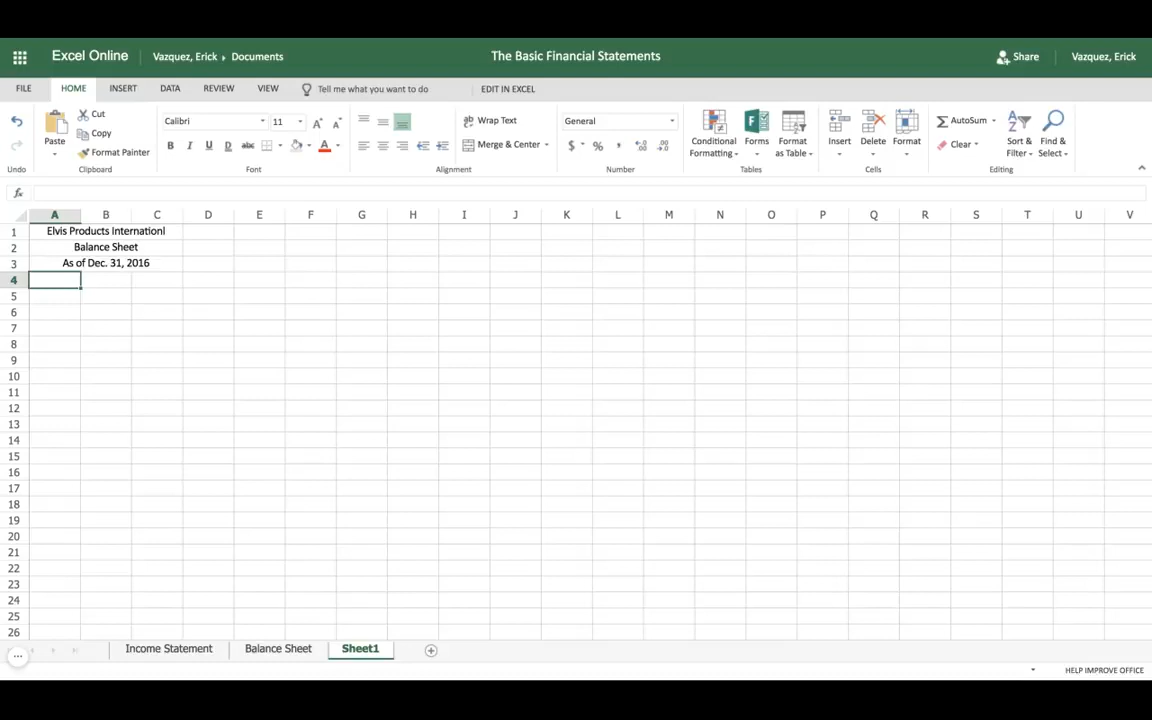 Excel Online
Vazquez, Erick ▸ Documents
The Basic Financial Statements
Share
Vazquez, Erick
FILE HOME INSERT DATA REVIEW VIEW Tell me what you want to do EDIT IN EXCEL
Undo
Paste
Cut
Copy
Format Painter
Clipboard
Calibri 11
B I U D abc A
Font
Wrap Text
Merge & Center
Alignment
General
$ % ,
Number
Conditional
Formatting
Forms
Format
as Table
Tables
Insert
Delete
Format
Cells
AutoSum
Clear
Sort &
Filter
Find &
Select
Editing
fx
A B C D E F G H I J K L M N O P Q R S T U V
1 Elvis Products Internationl
2 Balance Sheet
3 As of Dec. 31, 2016
4
5
6
7
8
9
10
11
12
13
14
15
16
17
18
19
20
21
22
23
24
25
26
Income Statement Balance Sheet Sheet1
HELP IMPROVE OFFICE